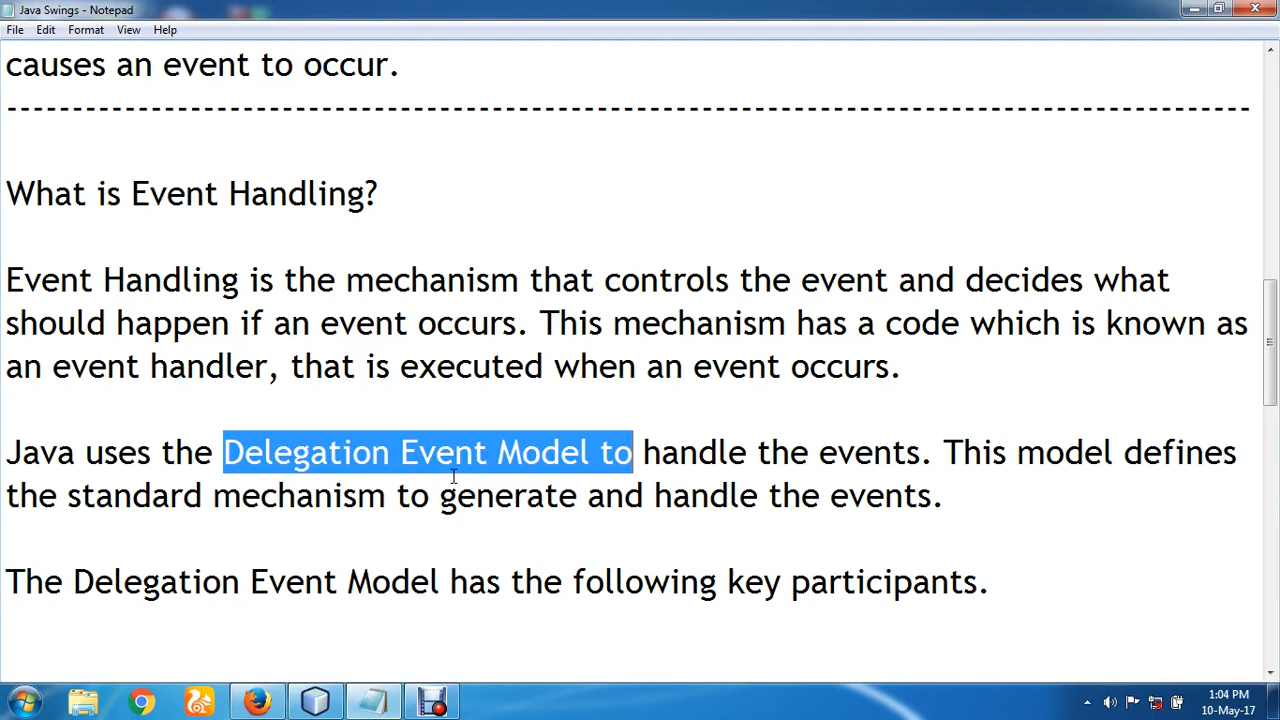 Java Swings - Notepad
File Edit Format View Help
causes an event to occur.
------------------------------------------------------------------------------------------------
What is Event Handling?
Event Handling is the mechanism that controls the event and decides what
should happen if an event occurs. This mechanism has a code which is known as
an event handler, that is executed when an event occurs.
Java uses the Delegation Event Model to handle the events. This model defines
the standard mechanism to generate and handle the events.
The Delegation Event Model has the following key participants.
1:04 PM
10-May-17